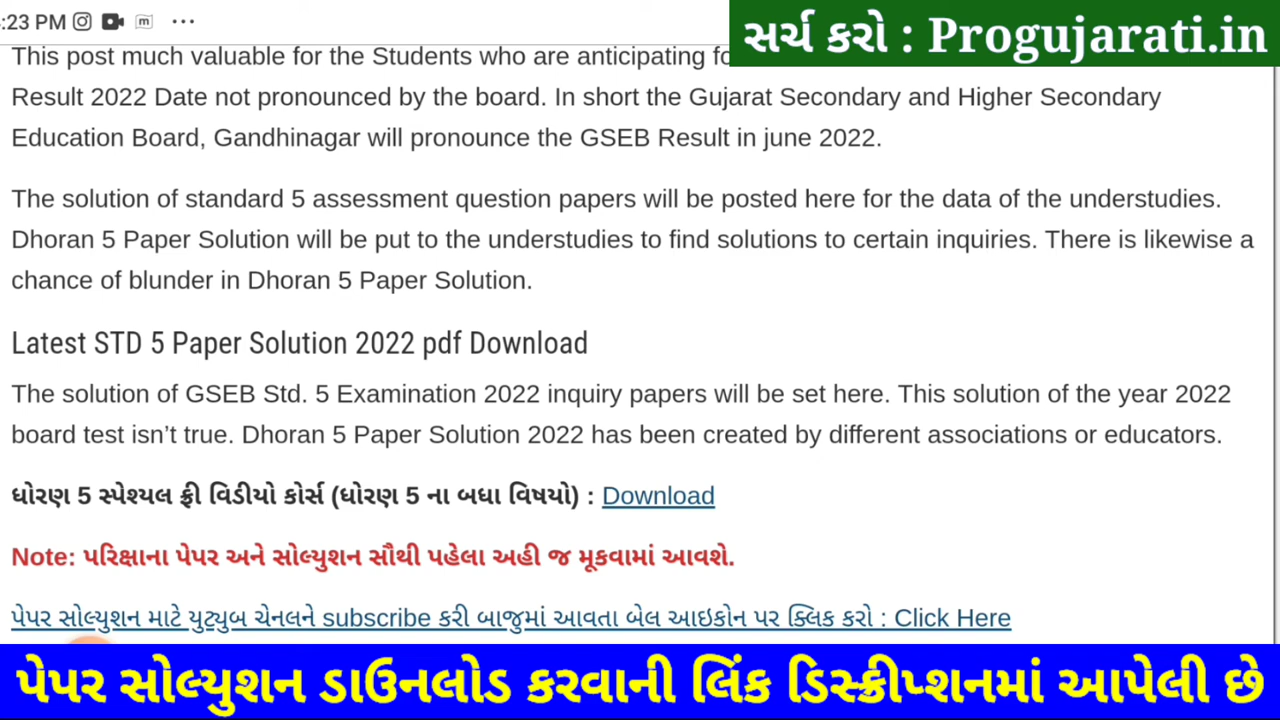 :23 PM
સર્ચ કરો : Progujarati.in
This post much valuable for the Students who are anticipating
Result 2022 Date not pronounced by the board. In short the Gujarat Secondary and Higher Secondary
Education Board, Gandhinagar will pronounce the GSEB Result in june 2022.
The solution of standard 5 assessment question papers will be posted here for the data of the understudies.
Dhoran 5 Paper Solution will be put to the understudies to find solutions to certain inquiries. There is likewise a
chance of blunder in Dhoran 5 Paper Solution.
Latest STD 5 Paper Solution 2022 pdf Download
The solution of GSEB Std. 5 Examination 2022 inquiry papers will be set here. This solution of the year 2022
board test isn’t true. Dhoran 5 Paper Solution 2022 has been created by different associations or educators.
ધોરણ 5 સ્પેશ્યલ ફ્રી વિડીયો કોર્સ (ધોરણ 5 ના બધા વિષયો) : Download
Note: પરિક્ષાના પેપર અને સોલ્યુશન સૌથી પહેલા અહી જ મૂકવામાં આવશે.
પેપર સોલ્યુશન માટે યુટ્યુબ ચેનલને subscribe કરી બાજુમાં આવતા બેલ આઇકોન પર ક્લિક કરો : Click Here
પેપર સોલ્યુશન ડાઉનલોડ કરવાની લિંક ડિસ્ક્રીપ્શનમાં આપેલી છે